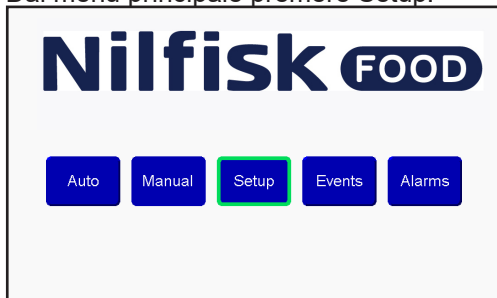 Dal menu principale premere Setup.
Nilfisk FOOD
Auto Manual Setup Events Alarms